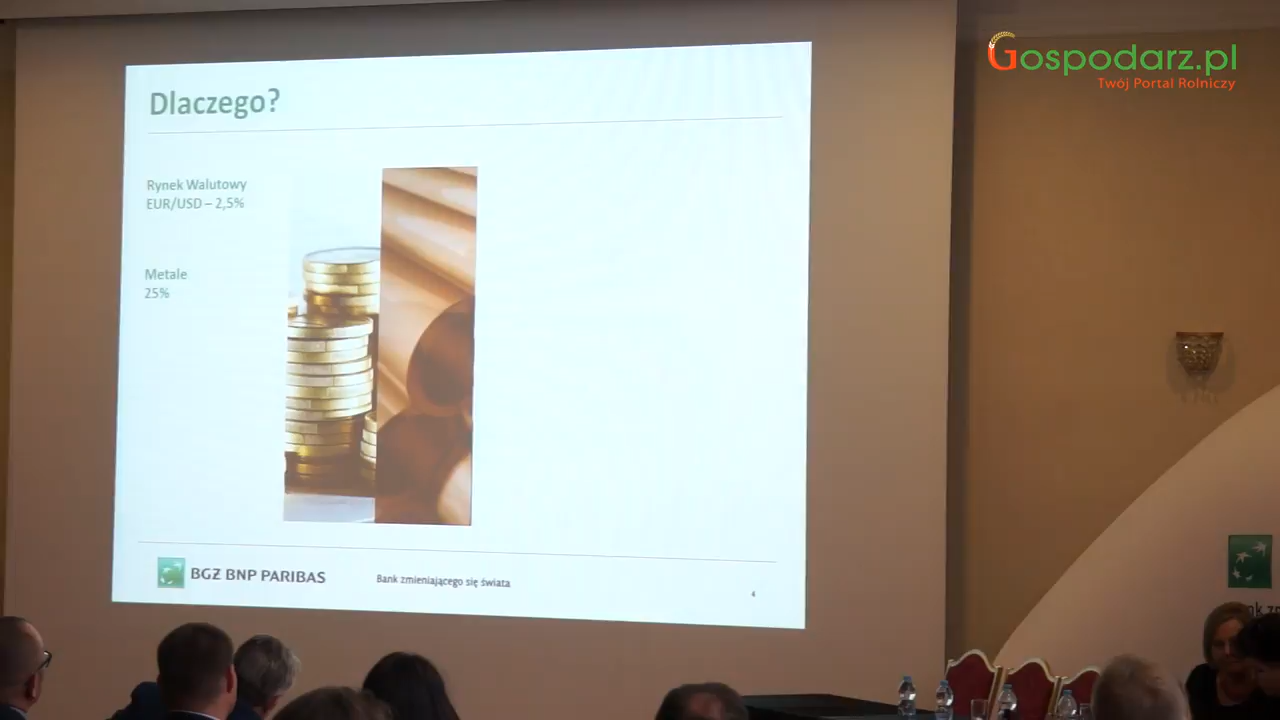 Gospodarz.pl
Twój Portal Rolniczy
Dlaczego?
Rynek Walutowy
EUR/USD – 2,5%
Metale
25%
BGŻ BNP PARIBAS
Bank zmieniającego się świata
4